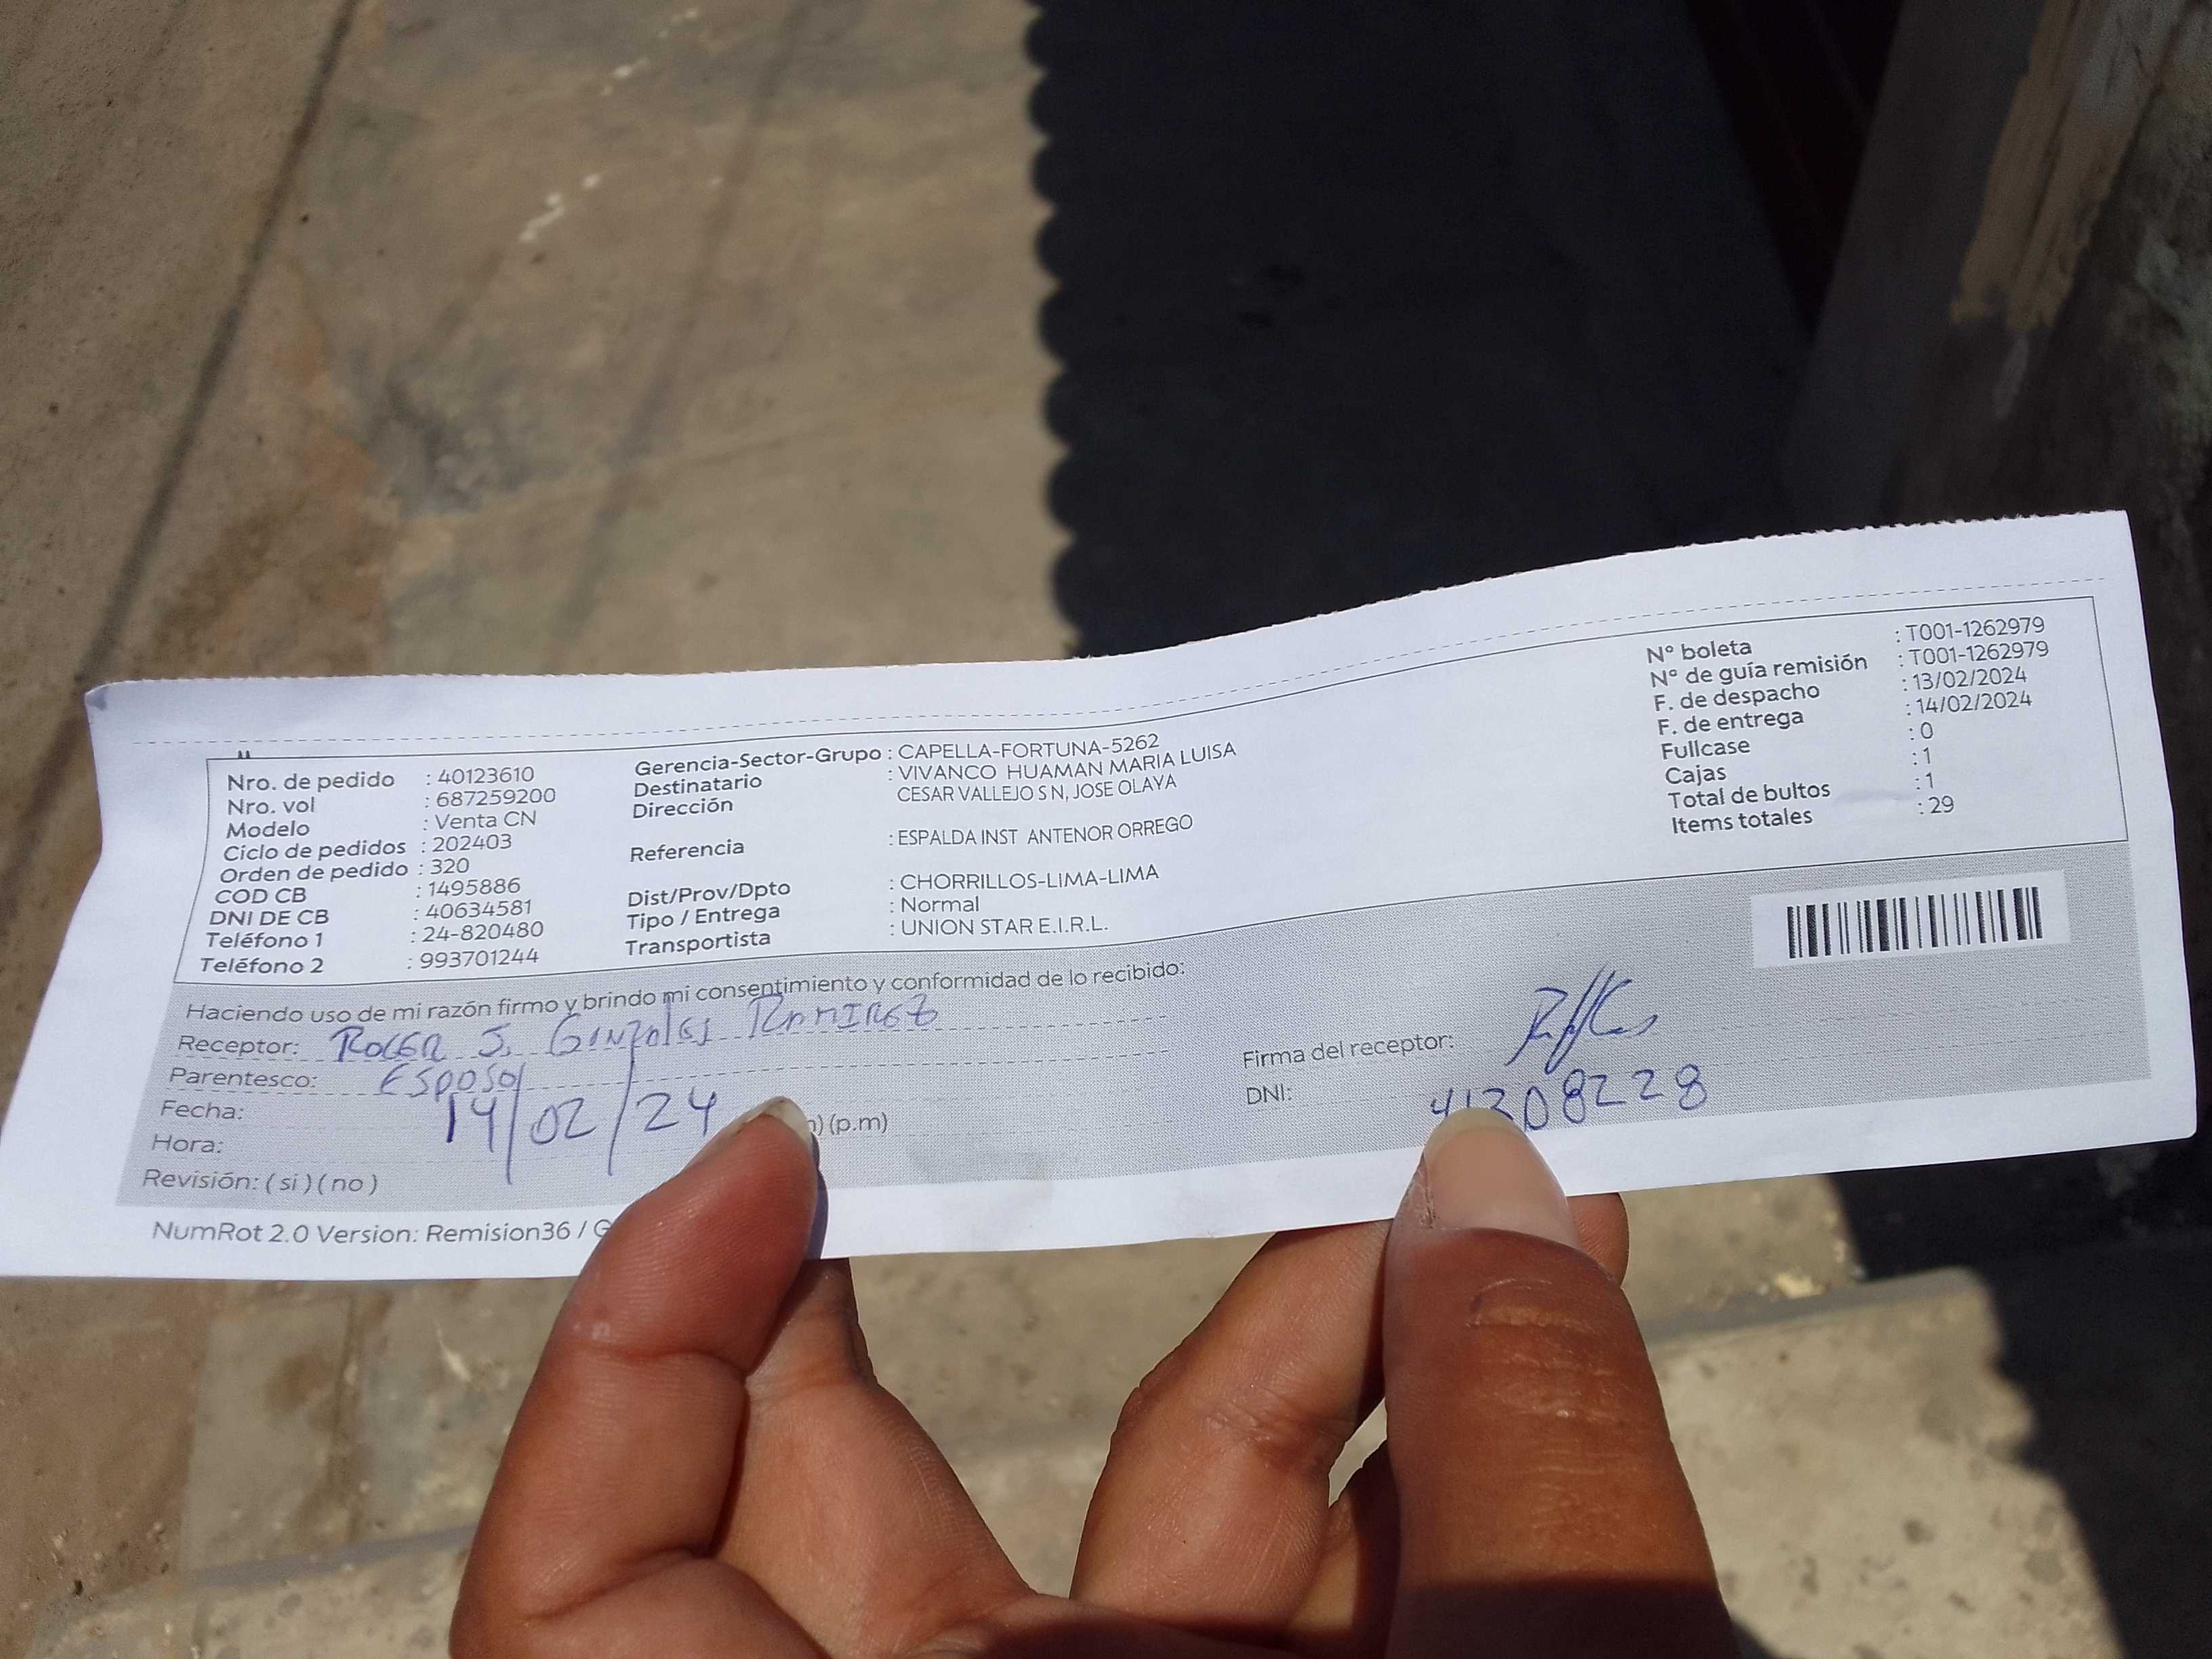 Nro. de pedido : 40123610
Nro. vol : 687259200
Modelo : Venta CN
Ciclo de pedidos : 202403
Orden de pedido : 320
COD CB : 1495886
DNI DE CB : 40634581
Teléfono 1 : 24-820480
Teléfono 2 : 993701244
Gerencia-Sector-Grupo : CAPELLA-FORTUNA-5262
Destinatario : VIVANCO HUAMAN MARIA LUISA
Dirección CESAR VALLEJO S N, JOSE OLAYA
Referencia : ESPALDA INST ANTENOR ORREGO
Dist/Prov/Dpto : CHORRILLOS-LIMA-LIMA
Tipo / Entrega : Normal
Transportista : UNION STAR E.I.R.L.
N° boleta : T001-1262979
N° de guía remisión : T001-1262979
F. de despacho : 13/02/2024
F. de entrega : 14/02/2024
Fullcase : 0
Cajas : 1
Total de bultos : 1
Items totales : 29
Haciendo uso de mi razón firmo y brindo mi consentimiento y conformidad de lo recibido:
Receptor: ROGER J. GONZALES RAMIREZ
Parentesco: ESPOSO
Fecha: 14/02/24
Hora: (p.m)
Revisión: ( si ) ( no )
Firma del receptor:
DNI: 41308228
NumRot 2.0 Version: Remision36 /